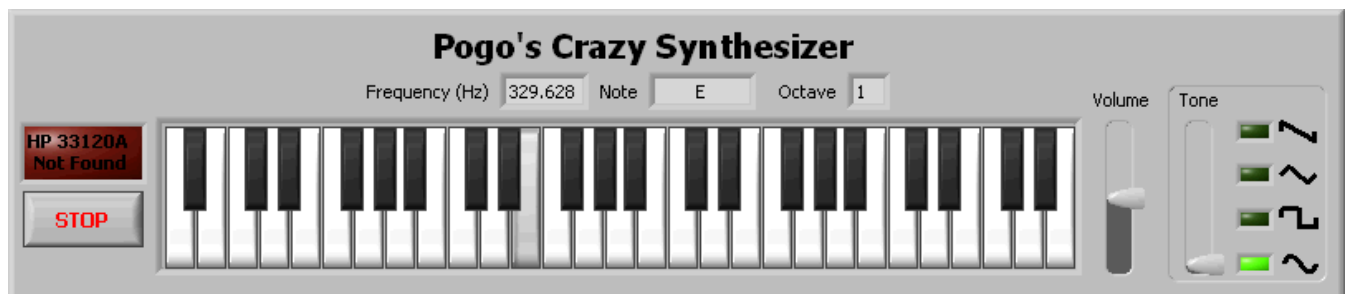 Pogo's Crazy Synthesizer
Frequency (Hz) 329.628 Note E Octave 1
Volume Tone
HP 33120A
Not Found
STOP